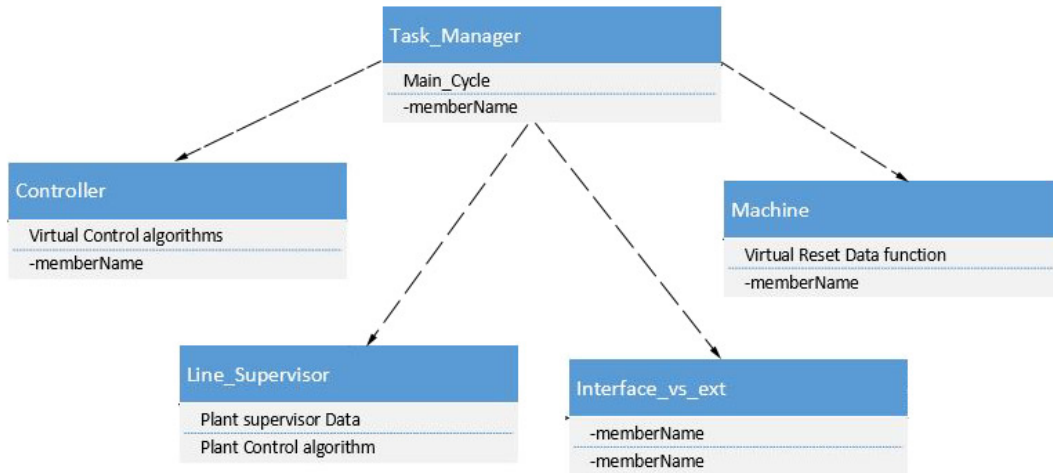 Task_Manager
Main_Cycle
-memberName
Controller
Virtual Control algorithms
-memberName
Machine
Virtual Reset Data function
-memberName
Line_Supervisor
Plant supervisor Data
Plant Control algorithm
Interface_vs_ext
-memberName
-memberName